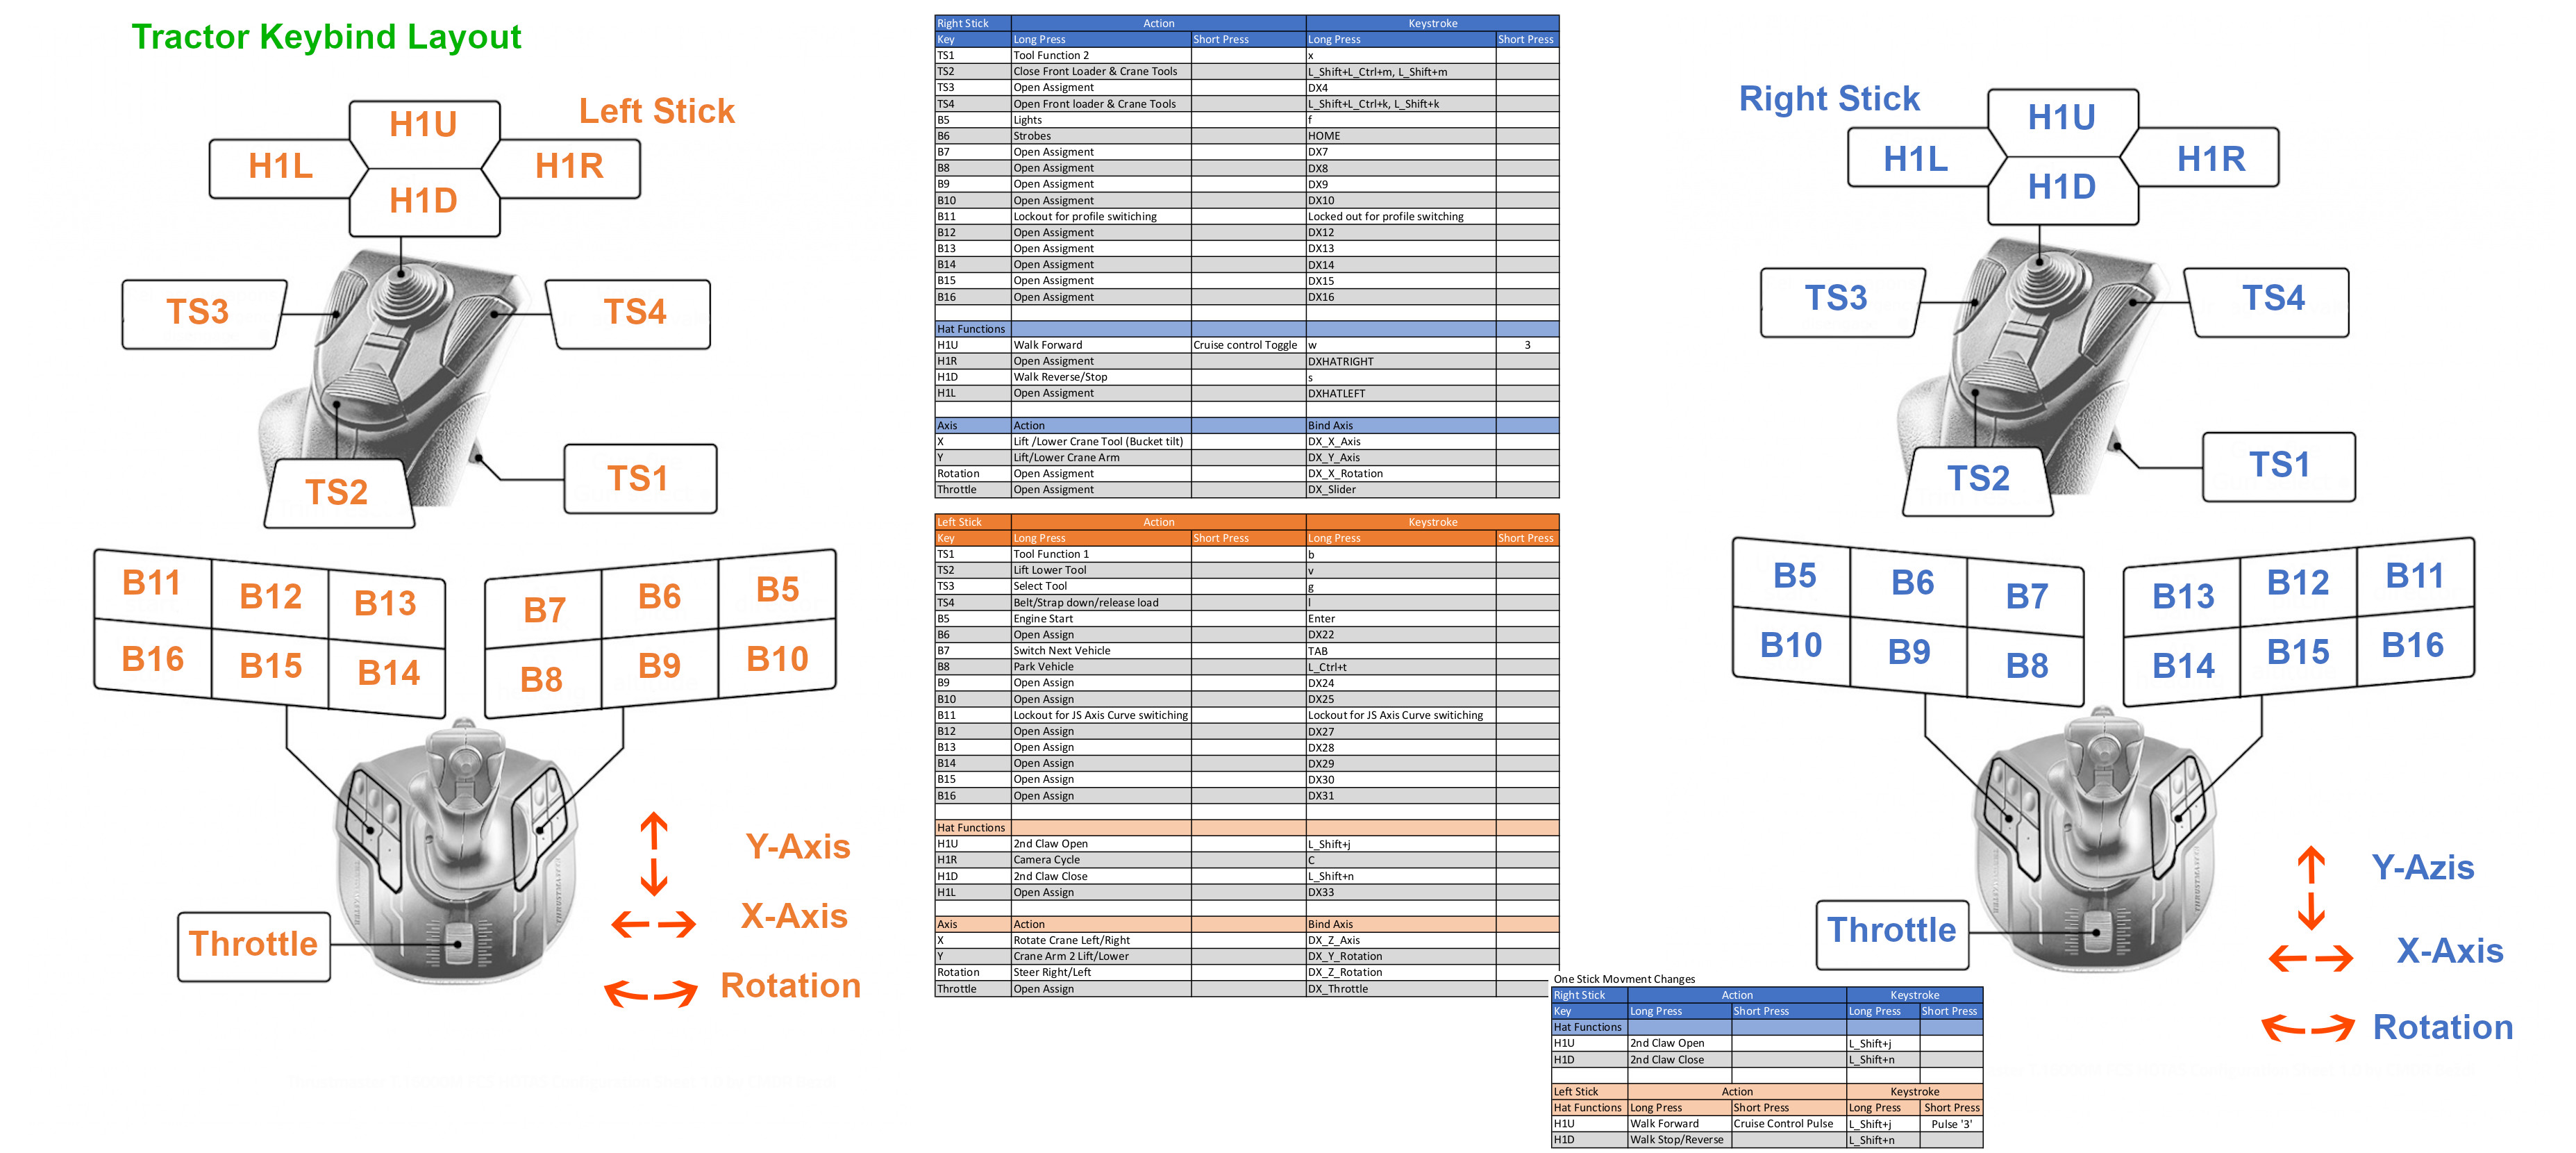 Tractor Keybind Layout
Left Stick
H1U
H1L
H1R
H1D
TS3
TS4
TS2
TS1
B11 B12 B13
B16 B15 B14
B7 B6 B5
B8 B9 B10
Throttle
Y-Axis
X-Axis
Rotation
Right Stick Action Keystroke
Key Long Press Short Press Long Press Short Press
TS1 Tool Function 2 x
TS2 Close Front Loader & Crane Tools L_Shift+L_Ctrl+m, L_Shift+m
TS3 Open Assigment DX4
TS4 Open Front loader & Crane Tools L_Shift+L_Ctrl+k, L_Shift+k
B5 Lights f
B6 Strobes HOME
B7 Open Assigment DX7
B8 Open Assigment DX8
B9 Open Assigment DX9
B10 Open Assigment DX10
B11 Lockout for profile switiching Locked out for profile switching
B12 Open Assigment DX12
B13 Open Assigment DX13
B14 Open Assigment DX14
B15 Open Assigment DX15
B16 Open Assigment DX16
Hat Functions
H1U Walk Forward Cruise control Toggle w 3
H1R Open Assigment DXHATRIGHT
H1D Walk Reverse/Stop s
H1L Open Assigment DXHATLEFT
Axis Action Bind Axis
X Lift /Lower Crane Tool (Bucket tilt) DX_X_Axis
Y Lift/Lower Crane Arm DX_Y_Axis
Rotation Open Assigment DX_X_Rotation
Throttle Open Assigment DX_Slider
Left Stick Action Keystroke
Key Long Press Short Press Long Press Short Press
TS1 Tool Function 1 b
TS2 Lift Lower Tool v
TS3 Select Tool g
TS4 Belt/Strap down/release load l
B5 Engine Start Enter
B6 Open Assign DX22
B7 Switch Next Vehicle TAB
B8 Park Vehicle L_Ctrl+t
B9 Open Assign DX24
B10 Open Assign DX25
B11 Lockout for JS Axis Curve switiching Lockout for JS Axis Curve switiching
B12 Open Assign DX27
B13 Open Assign DX28
B14 Open Assign DX29
B15 Open Assign DX30
B16 Open Assign DX31
Hat Functions
H1U 2nd Claw Open L_Shift+j
H1R Camera Cycle C
H1D 2nd Claw Close L_Shift+n
H1L Open Assign DX33
Axis Action Bind Axis
X Rotate Crane Left/Right DX_Z_Axis
Y Crane Arm 2 Lift/Lower DX_Y_Rotation
Rotation Steer Right/Left DX_Z_Rotation
Throttle Open Assign DX_Throttle
One Stick Movment Changes
Right Stick Action Keystroke
Key Long Press Short Press Long Press Short Press
Hat Functions
H1U 2nd Claw Open L_Shift+j
H1D 2nd Claw Close L_Shift+n
Left Stick Action Keystroke
Hat Functions Long Press Short Press Long Press Short Press
H1U Walk Forward Cruise Control Pulse L_Shift+j Pulse '3'
H1D Walk Stop/Reverse L_Shift+n
Right Stick
H1U
H1L
H1R
H1D
TS3
TS4
TS2
TS1
B5 B6 B7
B10 B9 B8
B13 B12 B11
B14 B15 B16
Throttle
Y-Azis
X-Axis
Rotation